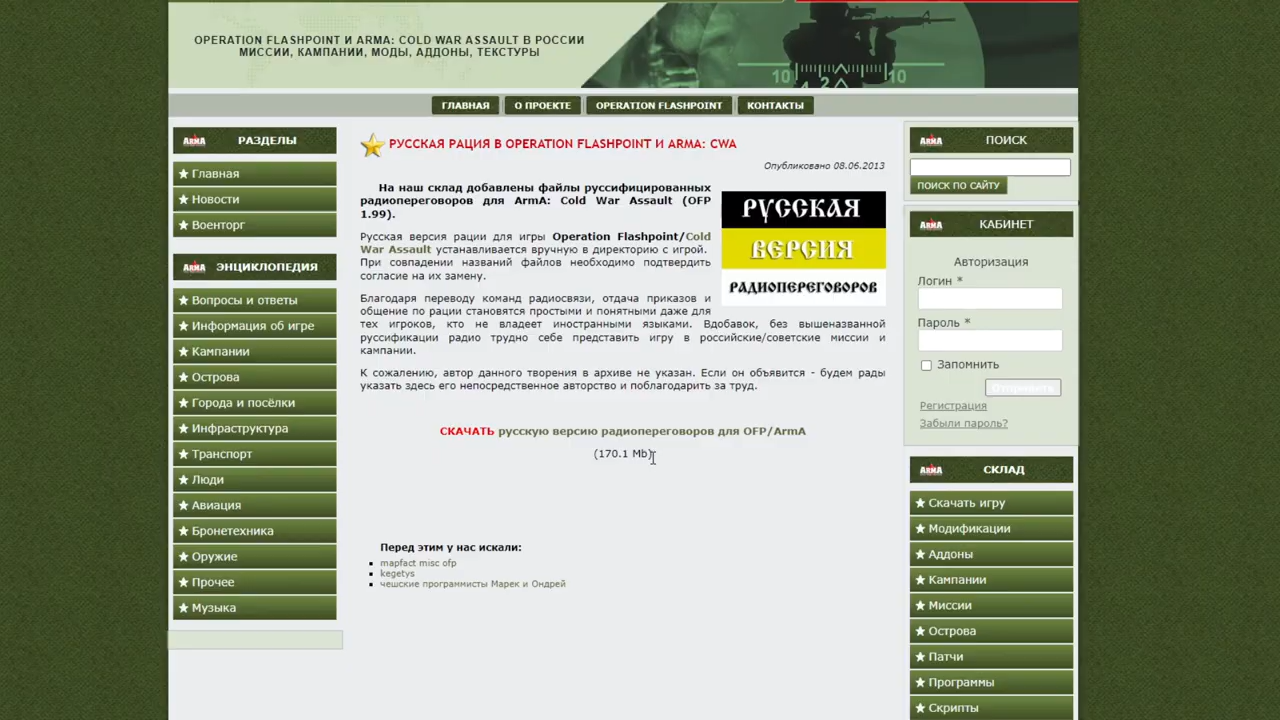 OPERATION FLASHPOINT И ARMA: COLD WAR ASSAULT В РОССИИ
МИССИИ, КАМПАНИИ, МОДЫ, АДДОНЫ, ТЕКСТУРЫ
10 4 2 10
ГЛАВНАЯ
О ПРОЕКТЕ
OPERATION FLASHPOINT
КОНТАКТЫ
ArmA РАЗДЕЛЫ
Главная
Новости
Военторг
ArmA ЭНЦИКЛОПЕДИЯ
Вопросы и ответы
Информация об игре
Кампании
Острова
Города и посёлки
Инфраструктура
Транспорт
Люди
Авиация
Бронетехника
Оружие
Прочее
Музыка
РУССКАЯ РАЦИЯ В OPERATION FLASHPOINT И ARMA: CWA
Опубликовано 08.06.2013
На наш склад добавлены файлы руссифицированных
радиопереговоров для ArmA: Cold War Assault (OFP
1.99).
Русская версия рации для игры Operation Flashpoint/Cold
War Assault устанавливается вручную в директорию с игрой.
При совпадении названий файлов необходимо подтвердить
согласие на их замену.
РУССКАЯ
ВЕРСИЯ
РАДИОПЕРЕГОВОРОВ
Благодаря переводу команд радиосвязи, отдача приказов и
общение по рации становятся простыми и понятными даже для
тех игроков, кто не владеет иностранными языками. Вдобавок, без вышеназванной
руссификации радио трудно себе представить игру в российские/советские миссии и
кампании.
К сожалению, автор данного творения в архиве не указан. Если он объявится - будем рады
указать здесь его непосредственное авторство и поблагодарить за труд.
СКАЧАТЬ русскую версию радиопереговоров для OFP/ArmA
(170.1 Mb)
Перед этим у нас искали:
mapfact misc ofp
kegetys
чешские программисты Марек и Ондрей
ArmA ПОИСК
ПОИСК ПО САЙТУ
ArmA КАБИНЕТ
Авторизация
Логин *
Пароль *
Запомнить
Отправить
Регистрация
Забыли пароль?
ArmA СКЛАД
Скачать игру
Модификации
Аддоны
Кампании
Миссии
Острова
Патчи
Программы
Скрипты